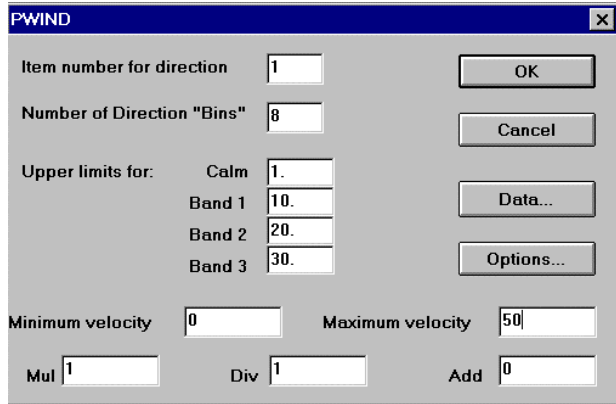 PWIND
Item number for direction 1 OK
Number of Direction "Bins" 8 Cancel
Upper limits for: Calm 1.
Band 1 10. Data...
Band 2 20.
Band 3 30. Options...
Minimum velocity 0 Maximum velocity 50
Mul 1 Div 1 Add 0